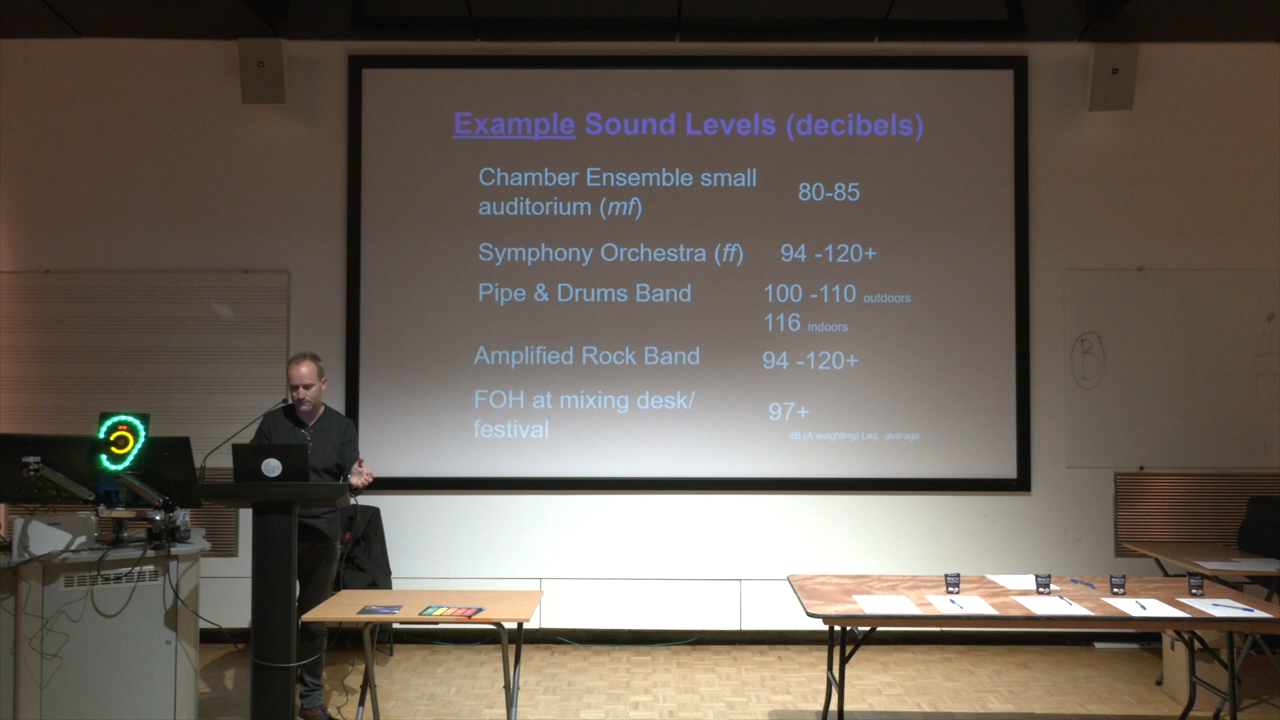 Example Sound Levels (decibels)
Chamber Ensemble small
auditorium (mf)
80-85
Symphony Orchestra (ff) 94 -120+
Pipe & Drums Band 100 -110 outdoors
116 indoors
Amplified Rock Band 94 -120+
FOH at mixing desk/
festival
97+
dB (A weighting) Leq. average
B